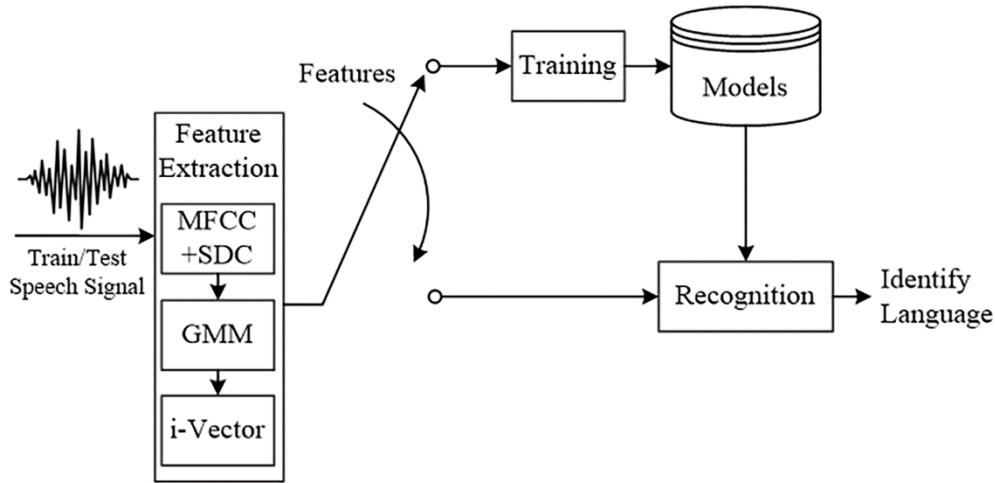 Train/Test
Speech Signal
Feature
Extraction
MFCC
+SDC
GMM
i-Vector
Features
Training
Models
Recognition
Identify
Language